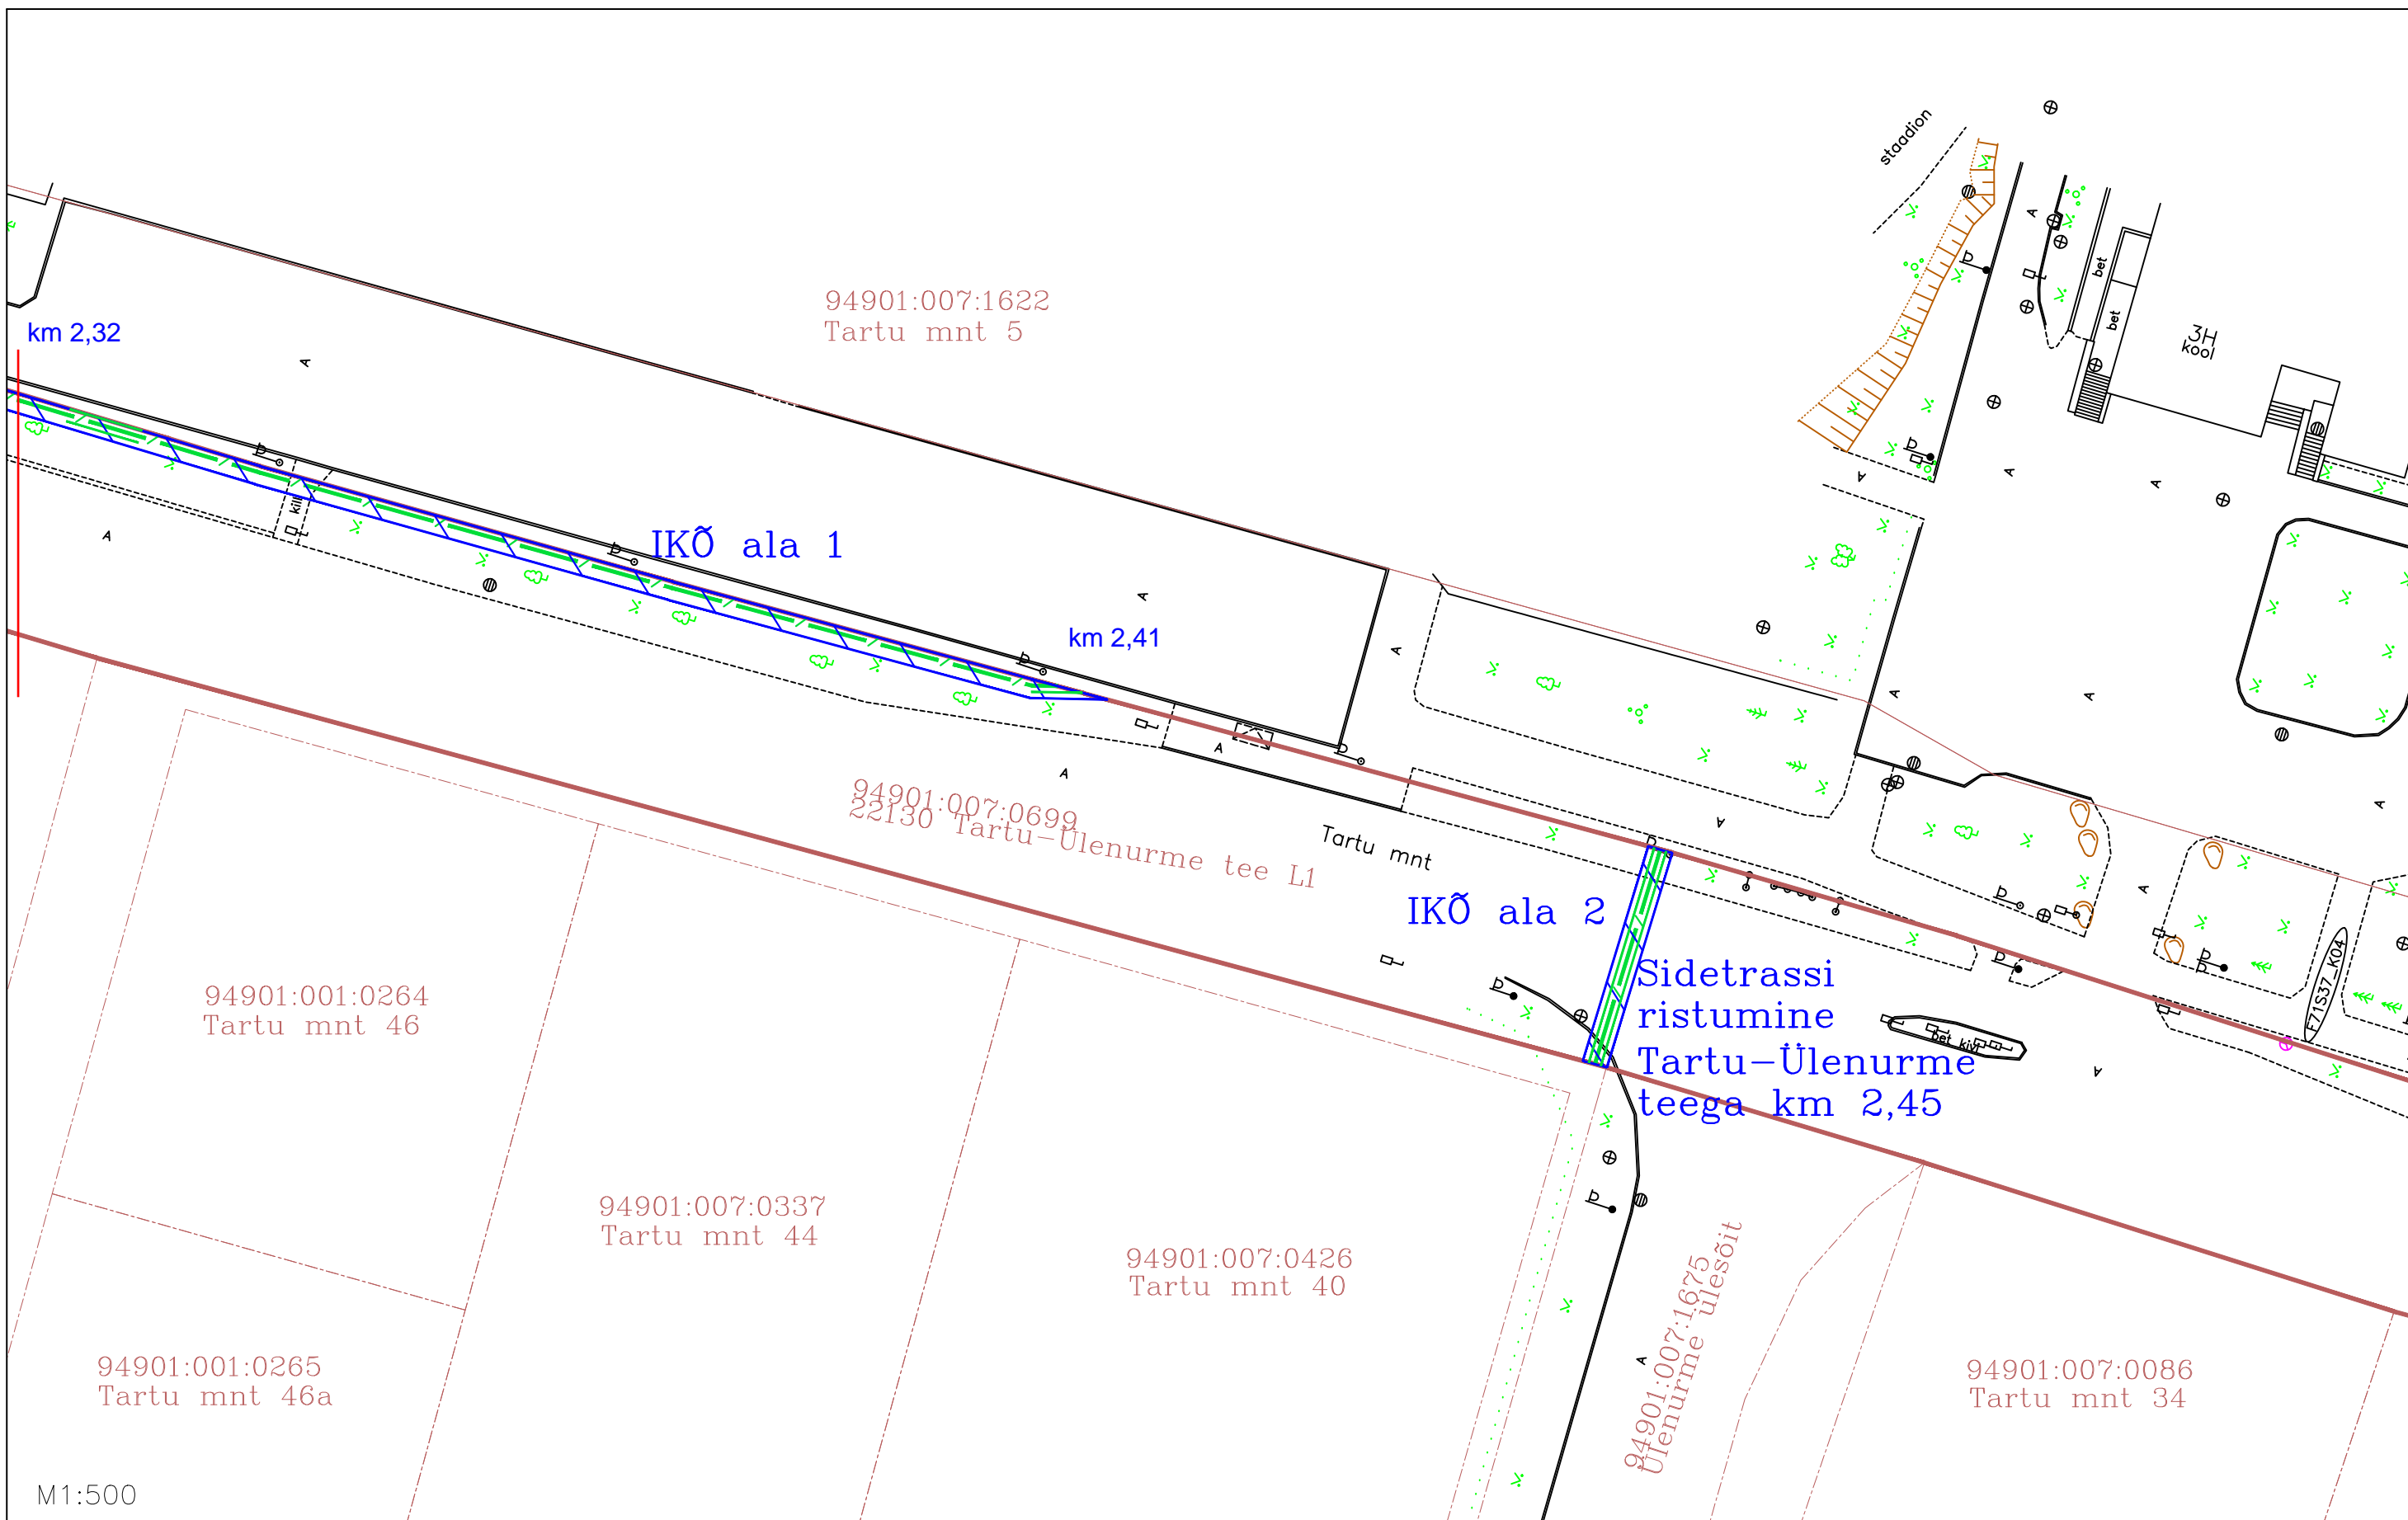 staadion
bet
bet
3H
kool
94901:007:1622
Tartu mnt 5
km 2,32
A
A
A
A
A
A
A
A
IKÕ ala 1
km 2,41
A
A
A
A
A
A
A
94901:007:0699
22130 Tartu-Ülenurme tee L1
Tartu mnt
A
A
IKÕ ala 2
Sidetrassi
ristumine
Tartu-Ülenurme
teega km 2,45
F71S37_K04
bet kivi
A
94901:001:0264
Tartu mnt 46
94901:007:0337
Tartu mnt 44
94901:007:0426
Tartu mnt 40
94901:007:1675
Ülenurme ülesõit
A
94901:001:0265
Tartu mnt 46a
94901:007:0086
Tartu mnt 34
M1:500